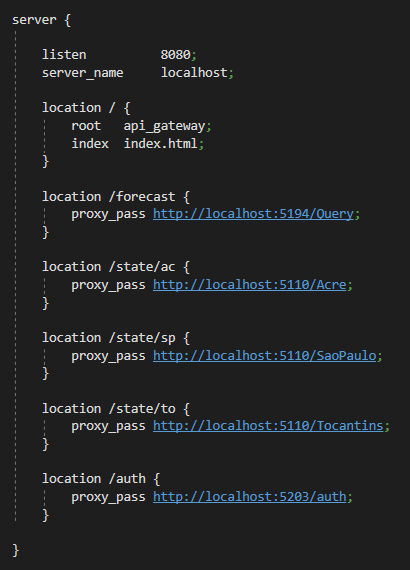 server {
listen 8080;
server_name localhost;
location / {
root api_gateway;
index index.html;
}
location /forecast {
proxy_pass http://localhost:5194/Query;
}
location /state/ac {
proxy_pass http://localhost:5110/Acre;
}
location /state/sp {
proxy_pass http://localhost:5110/SaoPaulo;
}
location /state/to {
proxy_pass http://localhost:5110/Tocantins;
}
location /auth {
proxy_pass http://localhost:5203/auth;
}
}